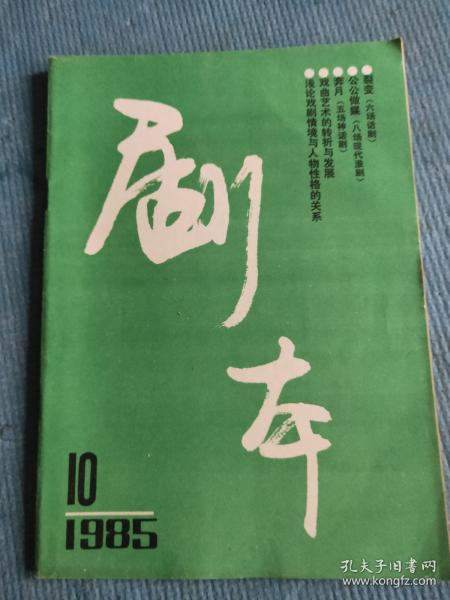 ●裂变（六场话剧）
●公公做媒（八场现代淮剧）
●奔月（五场神话剧）
●戏曲艺术的转折与发展
●浅论戏剧情境与人物性格的关系
剧
本
10
1985
孔夫子旧书网
www.kongfz.com